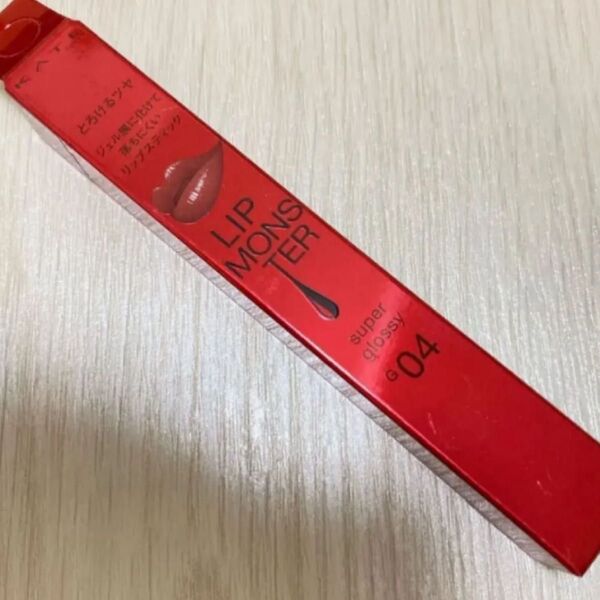 KATE
とろけるツヤ
ジェル膜に化けて
落ちにくい
リップスティック
LIP
MONS
TER
super
glossy
G 04